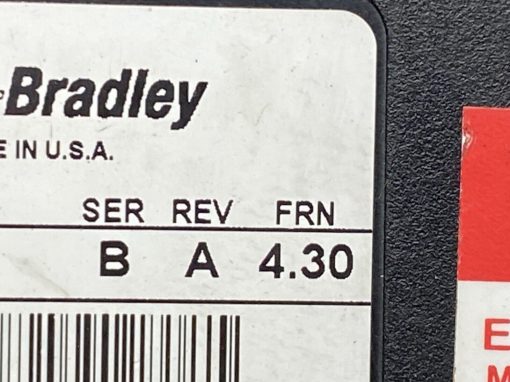 -Bradley
E IN U.S.A.
SER REV FRN
B A 4.30
E
M